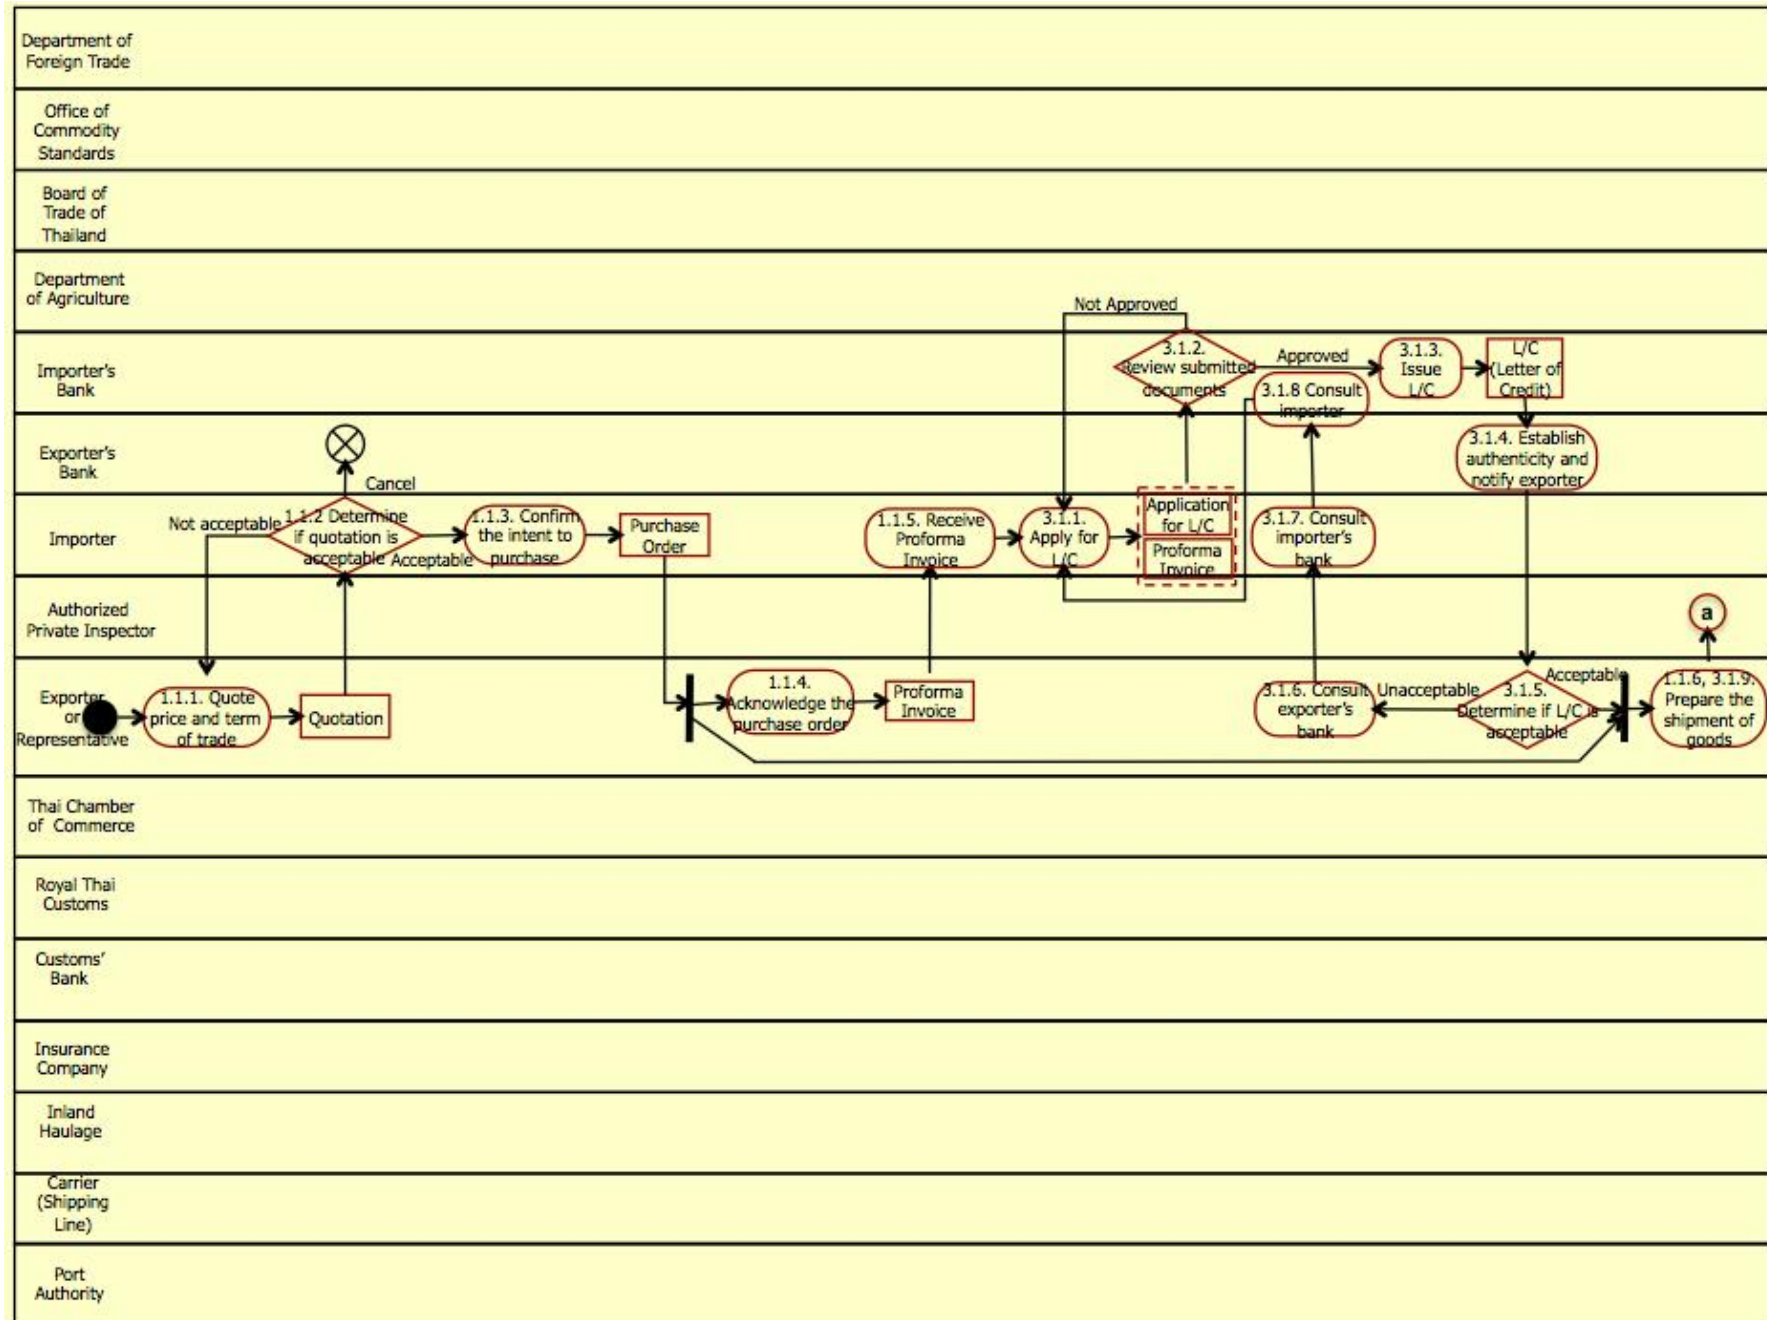 Department of
Foreign Trade
Office of
Commodity
Standards
Board of
Trade of
Thailand
Department
of Agriculture
Not Approved
Importer's
Bank
3.1.2.
Review submitted
documents
Approved
3.1.3.
Issue
L/C
L/C
(Letter of
Credit)
3.1.8 Consult
importer
Exporter's
Bank
Cancel
3.1.4. Establish
authenticity and
notify exporter
Importer
Not acceptable
1.1.2 Determine
if quotation is
acceptable
Acceptable
1.1.3. Confirm
the intent to
purchase
Purchase
Order
1.1.5. Receive
Proforma
Invoice
3.1.1.
Apply for
L/C
Application
for L/C
Proforma
Invoice
3.1.7. Consult
importer's
bank
Authorized
Private Inspector
a
Exporter
or
Representative
1.1.1. Quote
price and term
of trade
Quotation
1.1.4.
Acknowledge the
purchase order
Proforma
Invoice
3.1.6. Consult
exporter's
bank
Unacceptable
3.1.5.
Determine if L/C is
acceptable
Acceptable
1.1.6, 3.1.9.
Prepare the
shipment of
goods
Thai Chamber
of Commerce
Royal Thai
Customs
Customs'
Bank
Insurance
Company
Inland
Haulage
Carrier
(Shipping
Line)
Port
Authority